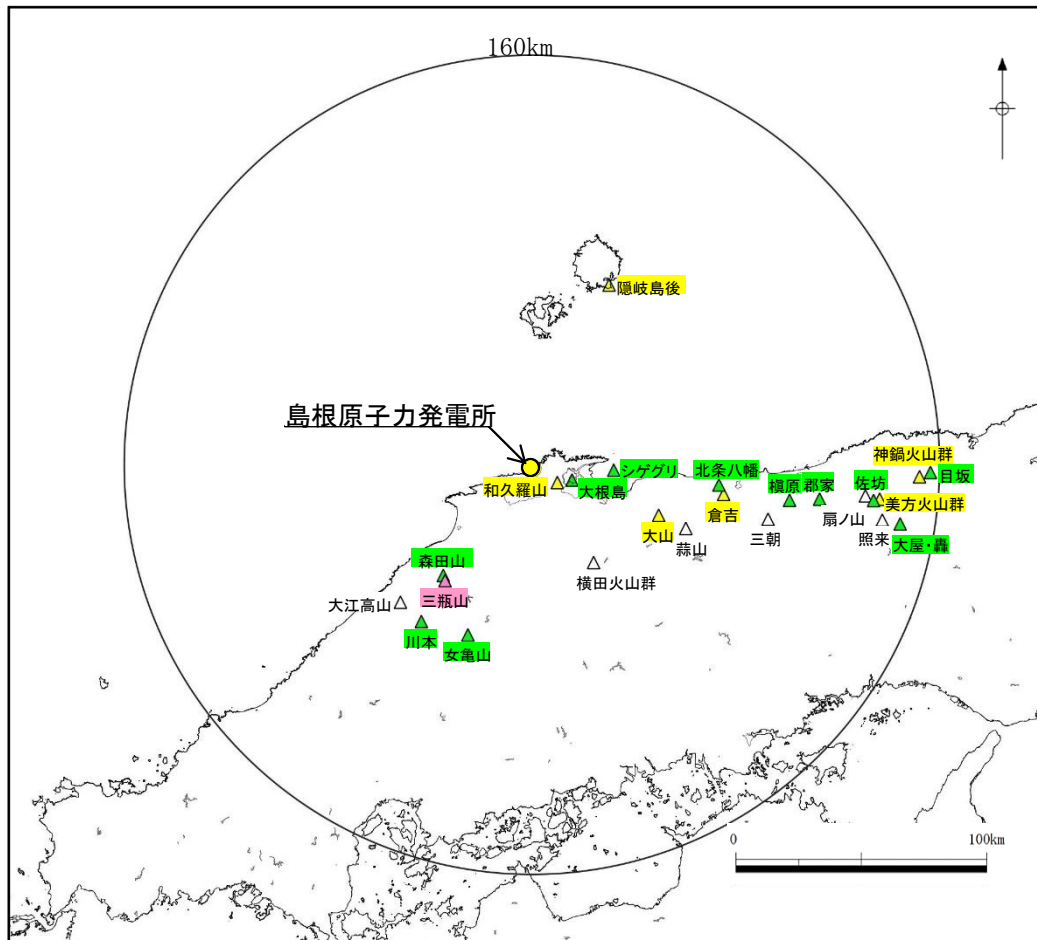 160km
隠岐島後
島根原子力発電所
神鍋火山群
シゲグリ
北条八幡
目坂
和久羅山
大根島
槇原
郡家
佐坊
倉吉
扇ノ山
美方火山群
大山
蒜山
三朝
照来
大屋・轟
森田山
横田火山群
三瓶山
大江高山
川本
女亀山
0
100km